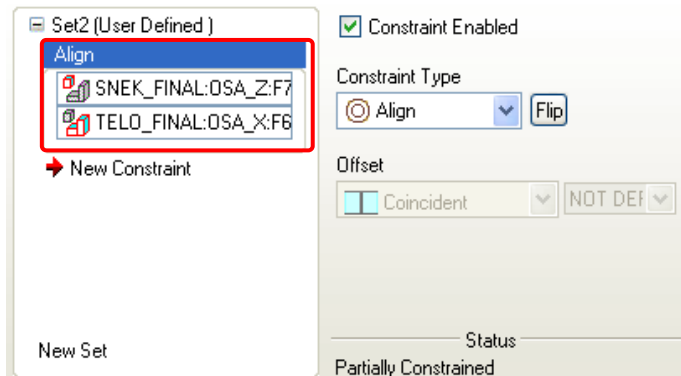 Set2 (User Defined )
Align
SNEK_FINAL:OSA_Z:F7
TELO_FINAL:OSA_X:F6
New Constraint
New Set
Constraint Enabled
Constraint Type
Align
Flip
Offset
Coincident
NOT DEF
Status
Partially Constrained